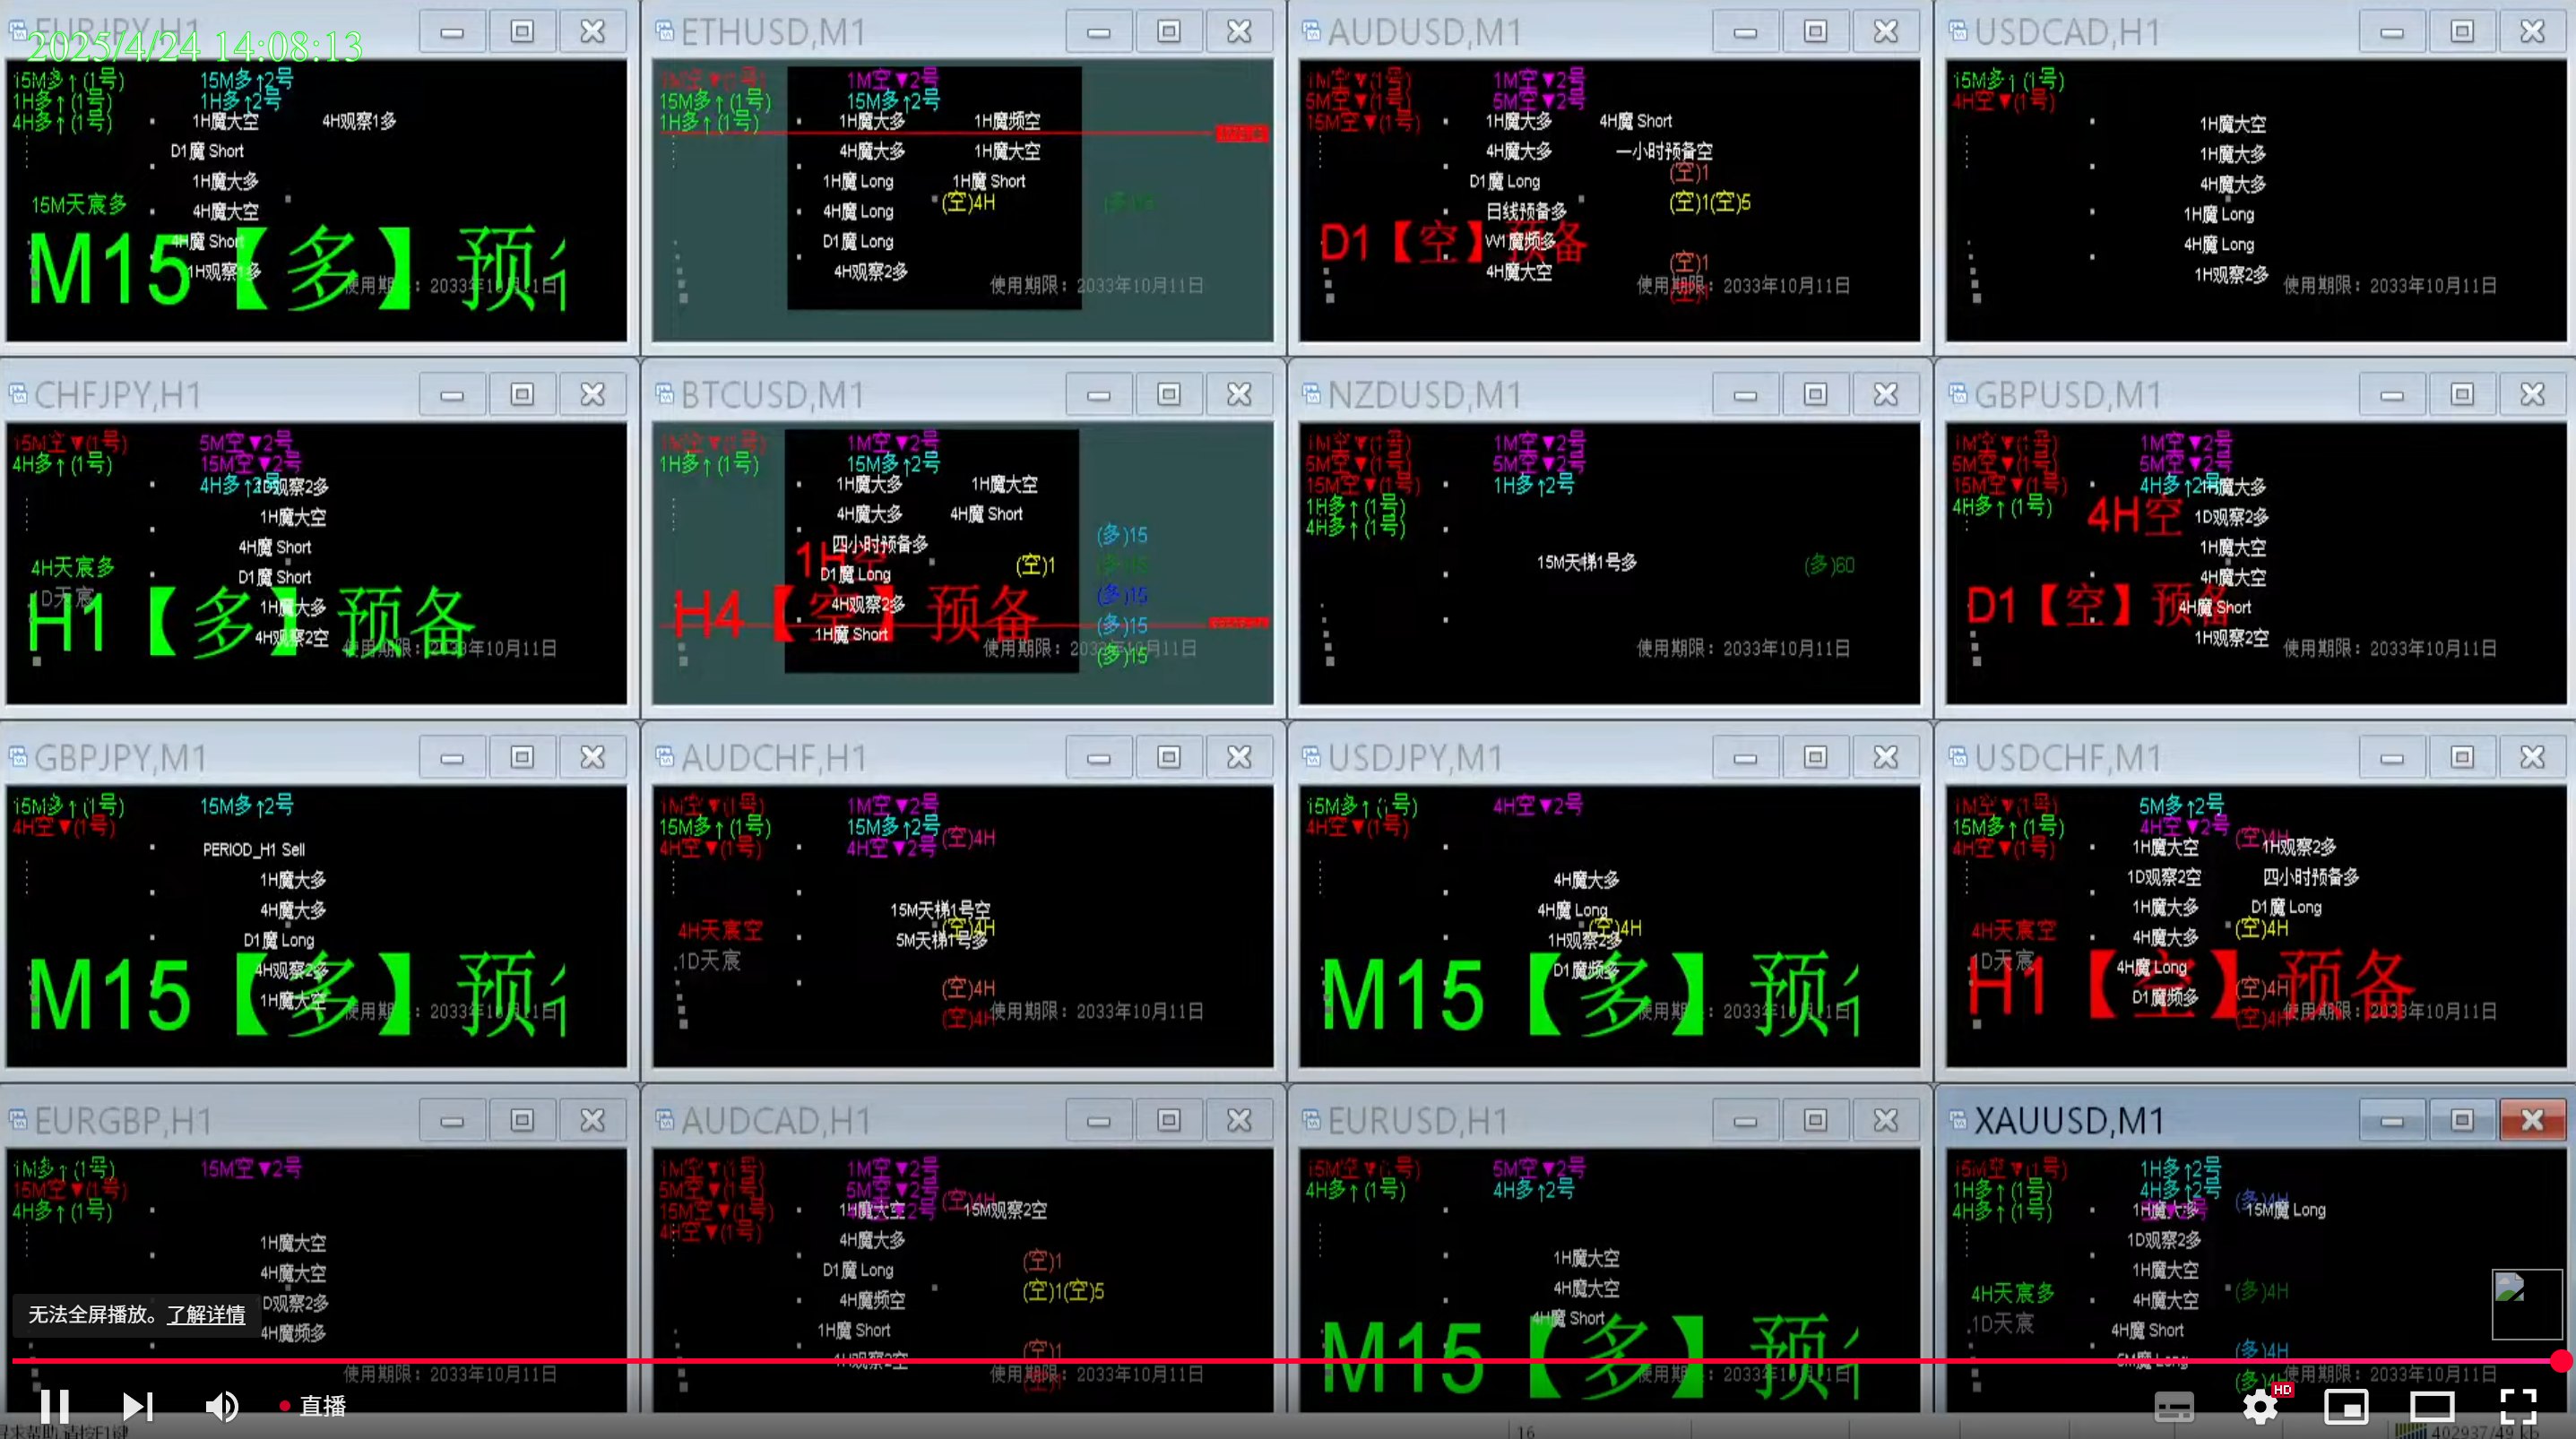 EURJPY,H1
2025/4/24 14:08:13
15M多↑(1号) 15M多↑2号
1H多↑(1号) 1H多↑2号
4H多↑(1号) 1H魔大空 4H观察1多
D1魔 Short
1H魔大多
15M天宸多 4H魔大空
4H魔 Short
M15【多】预
1H观察1多
使用期限：2033年10月11日
ETHUSD,M1
1M空▼(1号) 1M空▼2号
15M多↑(1号) 15M多↑2号
1H多↑(1号) 1H魔大多 1H魔频空
4H魔大多 1H魔大空
1H魔 Long 1H魔 Short
(空)4H
4H魔 Long
D1魔 Long
4H观察2多
使用期限：2033年10月11日
AUDUSD,M1
1M空▼(1号) 1M空▼2号
5M空▼(1号) 5M空▼2号
15M空▼(1号) 1H魔大多 4H魔 Short
4H魔大多 一小时预备空
(空)1
D1魔 Long
(空)1(空)5
日线预备多
D1【空】预备
W1魔频多
(空)1
4H魔大空
使用期限：2033年10月11日
USDCAD,H1
15M多↑(1号)
4H空▼(1号)
1H魔大空
1H魔大多
4H魔大多
1H魔 Long
4H魔 Long
1H观察2多
使用期限：2033年10月11日
CHFJPY,H1
15M空▼(1号) 5M空▼2号
4H多↑(1号) 15M空▼2号
4H多↑2号
1D观察2多
1H魔大空
4H魔 Short
4H天宸多
D1魔 Short
1D天宸
1H魔大多
H1【多】预备
4H观察2空
使用期限：2033年10月11日
BTCUSD,M1
1M空▼(1号) 1M空▼2号
1H多↑(1号) 15M多↑2号
1H魔大多 1H魔大空
4H魔大多 4H魔 Short
(多)15
四小时预备多
1H空
(空)1
D1魔 Long
(多)15
4H观察2多
H4【空】预备
(多)15
1H魔 Short
(多)15
使用期限：2033年10月11日
NZDUSD,M1
1M空▼(1号) 1M空▼2号
5M空▼(1号) 5M空▼2号
15M空▼(1号) 1H多↑2号
1H多↑(1号)
4H多↑(1号)
15M天梯1号多 (多)60
使用期限：2033年10月11日
GBPUSD,M1
1M空▼(1号) 1M空▼2号
5M空▼(1号) 5M空▼2号
15M空▼(1号) 4H多↑2号
1H魔大多
4H多↑(1号)
4H空
1D观察2多
1H魔大空
4H魔大空
D1【空】预备
4H魔 Short
1H观察2空
使用期限：2033年10月11日
GBPJPY,M1
15M多↑(1号) 15M多↑2号
4H空▼(1号)
PERIOD_H1 Sell
1H魔大多
4H魔大多
D1魔 Long
4H观察2多
M15【多】预
1H魔大空
使用期限：2033年10月11日
AUDCHF,H1
1M空▼(1号) 1M空▼2号
15M多↑(1号) 15M多↑2号
(空)4H
4H空▼(1号) 4H空▼2号
15M天梯1号空
4H天宸空 (空)4H
5M天梯1号多
1D天宸
(空)4H
(空)4H
使用期限：2033年10月11日
USDJPY,M1
15M多↑(1号) 4H空▼2号
4H空▼(1号)
4H魔大多
4H魔 Long
(空)4H
1H观察2多
D1魔频多
M15【多】预
使用期限：2033年10月11日
USDCHF,M1
1M空▼(1号) 5M多↑2号
15M多↑(1号) 4H空▼2号
(空)4H
4H空▼(1号) 1H魔大空 1H观察2多
1D观察2空 四小时预备多
1H魔大多 D1魔 Long
4H天宸空 4H魔大多 (空)4H
1D天宸 4H魔 Long
H1【空】预备
(空)4H
D1魔频多
(空)4H
使用期限：2033年10月11日
EURGBP,H1
1M多↑(1号) 15M空▼2号
15M空▼(1号)
4H多↑(1号)
1H魔大空
4H魔大空
1D观察2多
4H魔频多
使用期限：2033年10月11日
AUDCAD,H1
1M空▼(1号) 1M空▼2号
5M空▼(1号) 5M空▼2号
(空)4H
15M空▼(1号) 1H魔大空 15M观察2空
4H空▼(1号) 4H魔大多
(空)1
D1魔 Long
(空)1(空)5
4H魔频空
1H魔 Short
(空)1
1H观察2空
使用期限：2033年10月11日
EURUSD,H1
15M空▼(1号) 5M空▼2号
4H多↑(1号) 4H多↑2号
1H魔大空
4H魔大空
4H魔 Short
M15【多】预
使用期限：2033年10月11日
XAUUSD,M1
15M空▼(1号) 1H多↑2号
1H多↑(1号) 4H多↑2号
(多)4H
4H多↑(1号) 1H魔大多 15M魔 Long
1D观察2多
1H魔大空
4H天宸多 4H魔大空 (多)4H
1D天宸
4H魔 Short
(多)4H
5M魔 Long
使用期限：2033年10月11日
无法全屏播放。了解详情
直播
HD
16
402937/49 kb